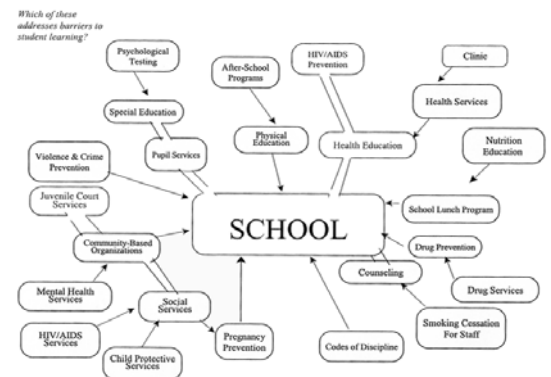 Which of these
addresses barriers to
student learning?
Psychological
Testing
After-School
Programs
HIV/AIDS
Prevention
Clinic
Special Education
Health Services
Physical
Education
Health Education
Nutrition
Education
Violence & Crime
Prevention
Pupil Services
Juvenile Court
Services
School Lunch Program
SCHOOL
Community-Based
Organizations
Drug Prevention
Counseling
Mental Health
Services
Drug Services
Social
Services
HIV/AIDS
Services
Pregnancy
Prevention
Smoking Cessation
For Staff
Codes of Discipline
Child Protective
Services